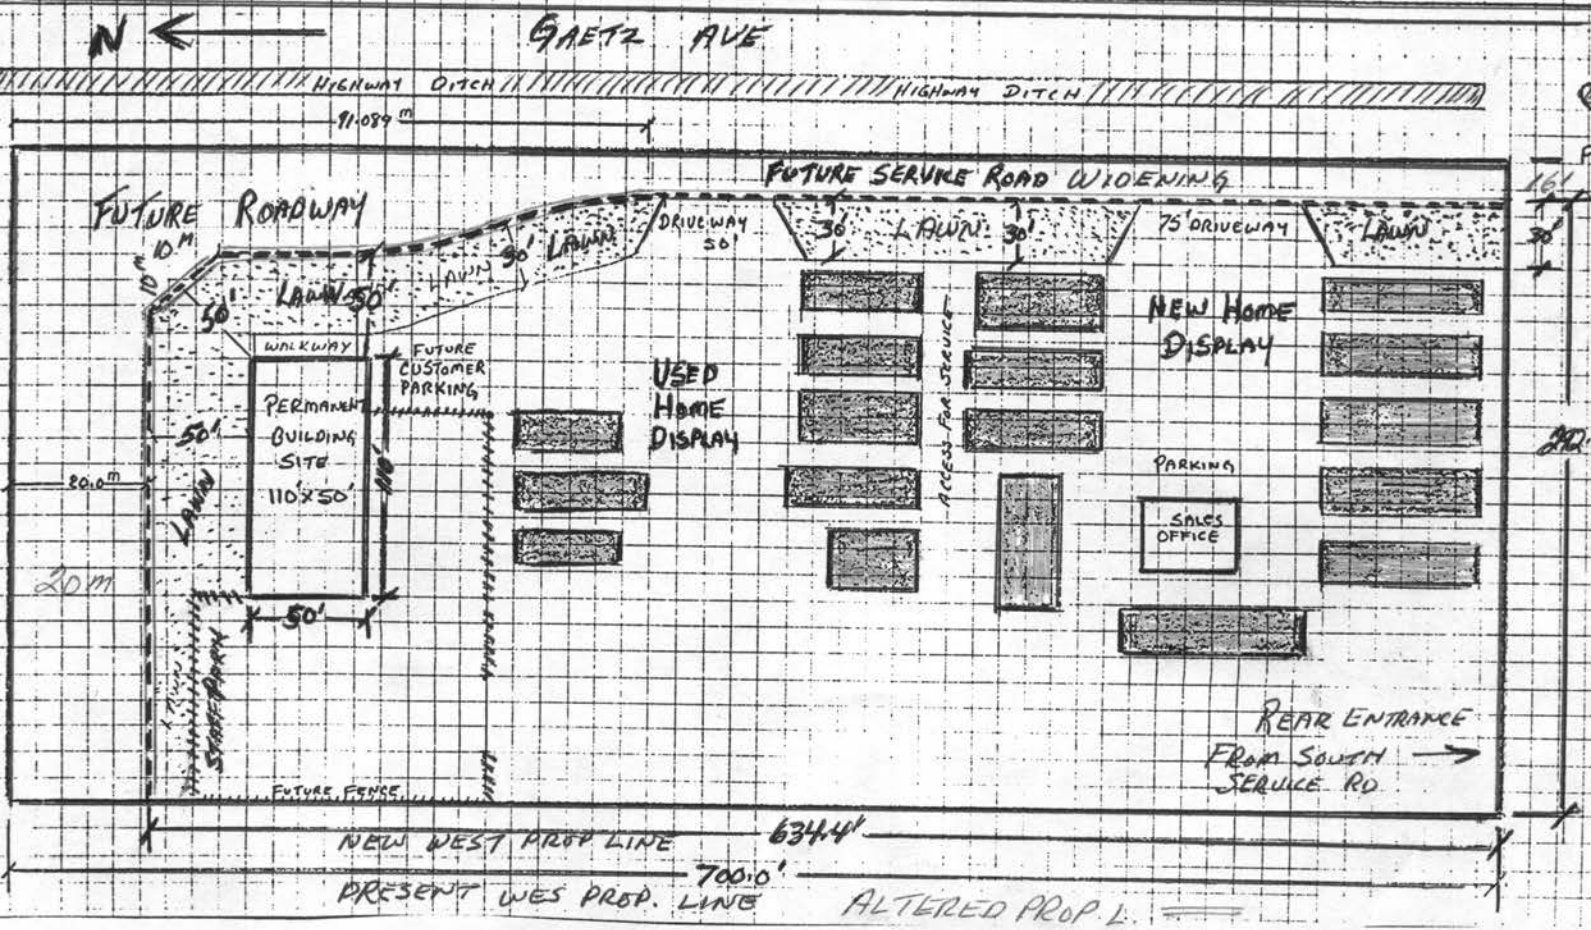 N
GAETZ AVE
HIGHWAY DITCH
HIGHWAY DITCH
91.089 m
FUTURE SERVICE ROAD WIDENING
16'
FUTURE ROADWAY
10 m
10 m
DRIVEWAY
50'
30'
LAWN
30'
75' DRIVEWAY
LAWN
30'
LAWN
30'
LAWN
LAWN
50'
50'
WALKWAY
FUTURE
CUSTOMER
PARKING
PERMANENT
BUILDING
SITE
110' x 50'
110'
50'
LAWN
50'
20.0 m
20 m
LAWN
STAFF PARK
FUTURE FENCE
USED
HOME
DISPLAY
ACCESS FOR SERVICE
NEW HOME
DISPLAY
PARKING
SALES
OFFICE
REAR ENTRANCE
FROM SOUTH
SERVICE RD
NEW WEST PROP LINE 634.4'
700.0'
PRESENT WES PROP. LINE
ALTERED PROP. L.